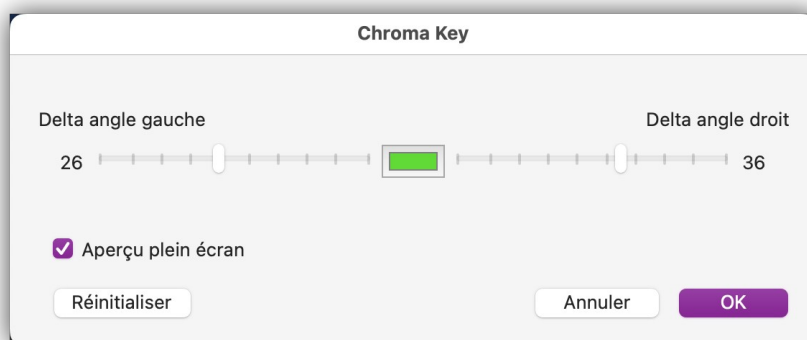 Chroma Key
Delta angle gauche
Delta angle droit
26
36
Aperçu plein écran
Réinitialiser
Annuler
OK